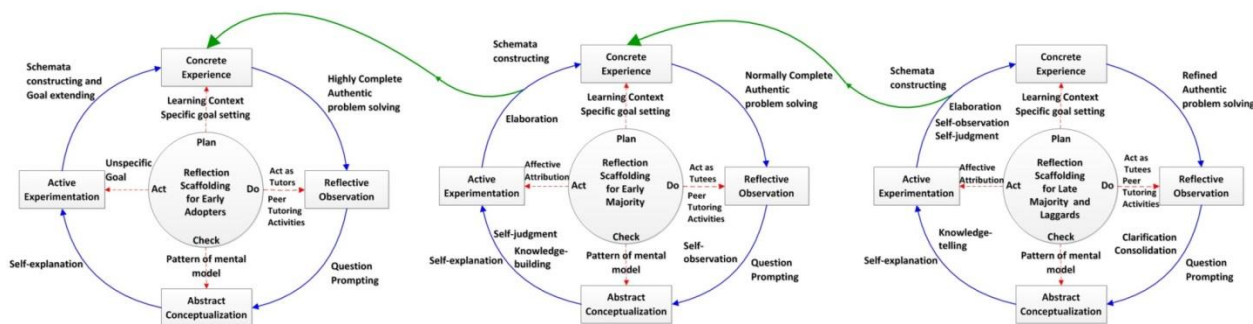 Schemata
constructing and
Goal extending
Concrete
Experience
Highly Complete
Authentic
problem solving
Learning Context
Specific goal setting
Plan
Unspecific
Goal
Active
Experimentation
Act
Reflection
Scaffolding
for Early
Adopters
Do
Act as
Tutors
Peer
Tutoring
Activities
Reflective
Observation
Check
Self-explanation
Pattern of mental
model
Question
Prompting
Abstract
Conceptualization
Schemata
constructing
Concrete
Experience
Normally Complete
Authentic
problem solving
Elaboration
Learning Context
Specific goal setting
Plan
Affective
Attribution
Active
Experimentation
Act
Reflection
Scaffolding
for Early
Majority
Do
Act as
Tutees
Peer
Tutoring
Activities
Reflective
Observation
Check
Self-judgment
Knowledge-
building
Self-
observation
Self-explanation
Pattern of mental
model
Question
Prompting
Abstract
Conceptualization
Schemata
constructing
Concrete
Experience
Refined
Authentic
problem solving
Elaboration
Self-observation
Self-judgment
Learning Context
Specific goal setting
Plan
Affective
Attribution
Active
Experimentation
Act
Reflection
Scaffolding
for Late
Majority and
Laggards
Do
Act as
Tutees
Peer
Tutoring
Activities
Reflective
Observation
Check
Knowledge-
telling
Clarification
Consolidation
Self-explanation
Pattern of mental
model
Question
Prompting
Abstract
Conceptualization